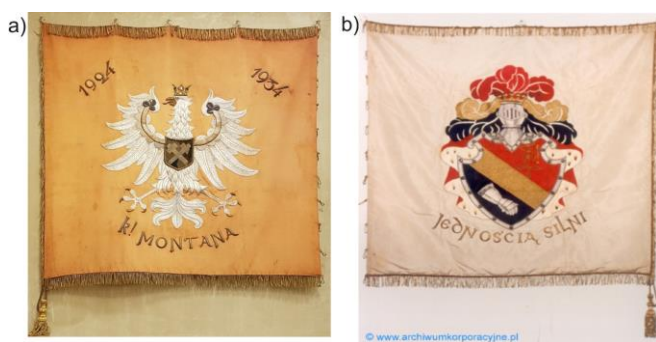 a)
1924 1934
k! MONTANA
b)
JEDNOŚCIĄ SILNI
© www.archiwumkorporacyjne.pl